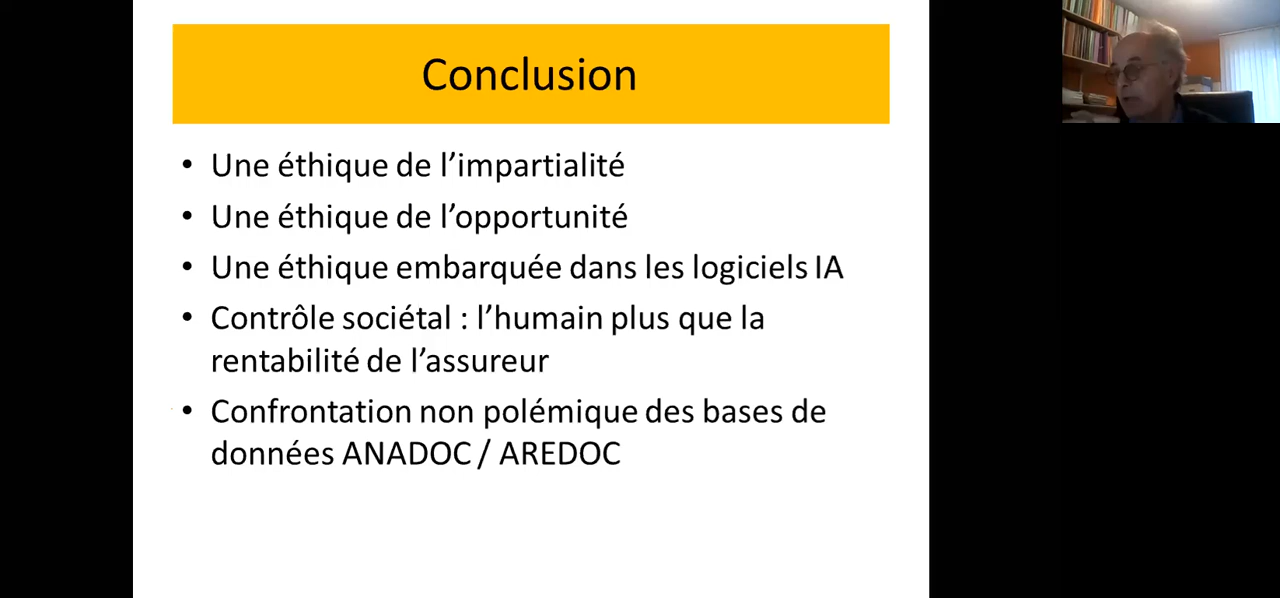 Conclusion
• Une éthique de l’impartialité
• Une éthique de l’opportunité
• Une éthique embarquée dans les logiciels IA
• Contrôle sociétal : l’humain plus que la
rentabilité de l’assureur
• Confrontation non polémique des bases de
données ANADOC / AREDOC